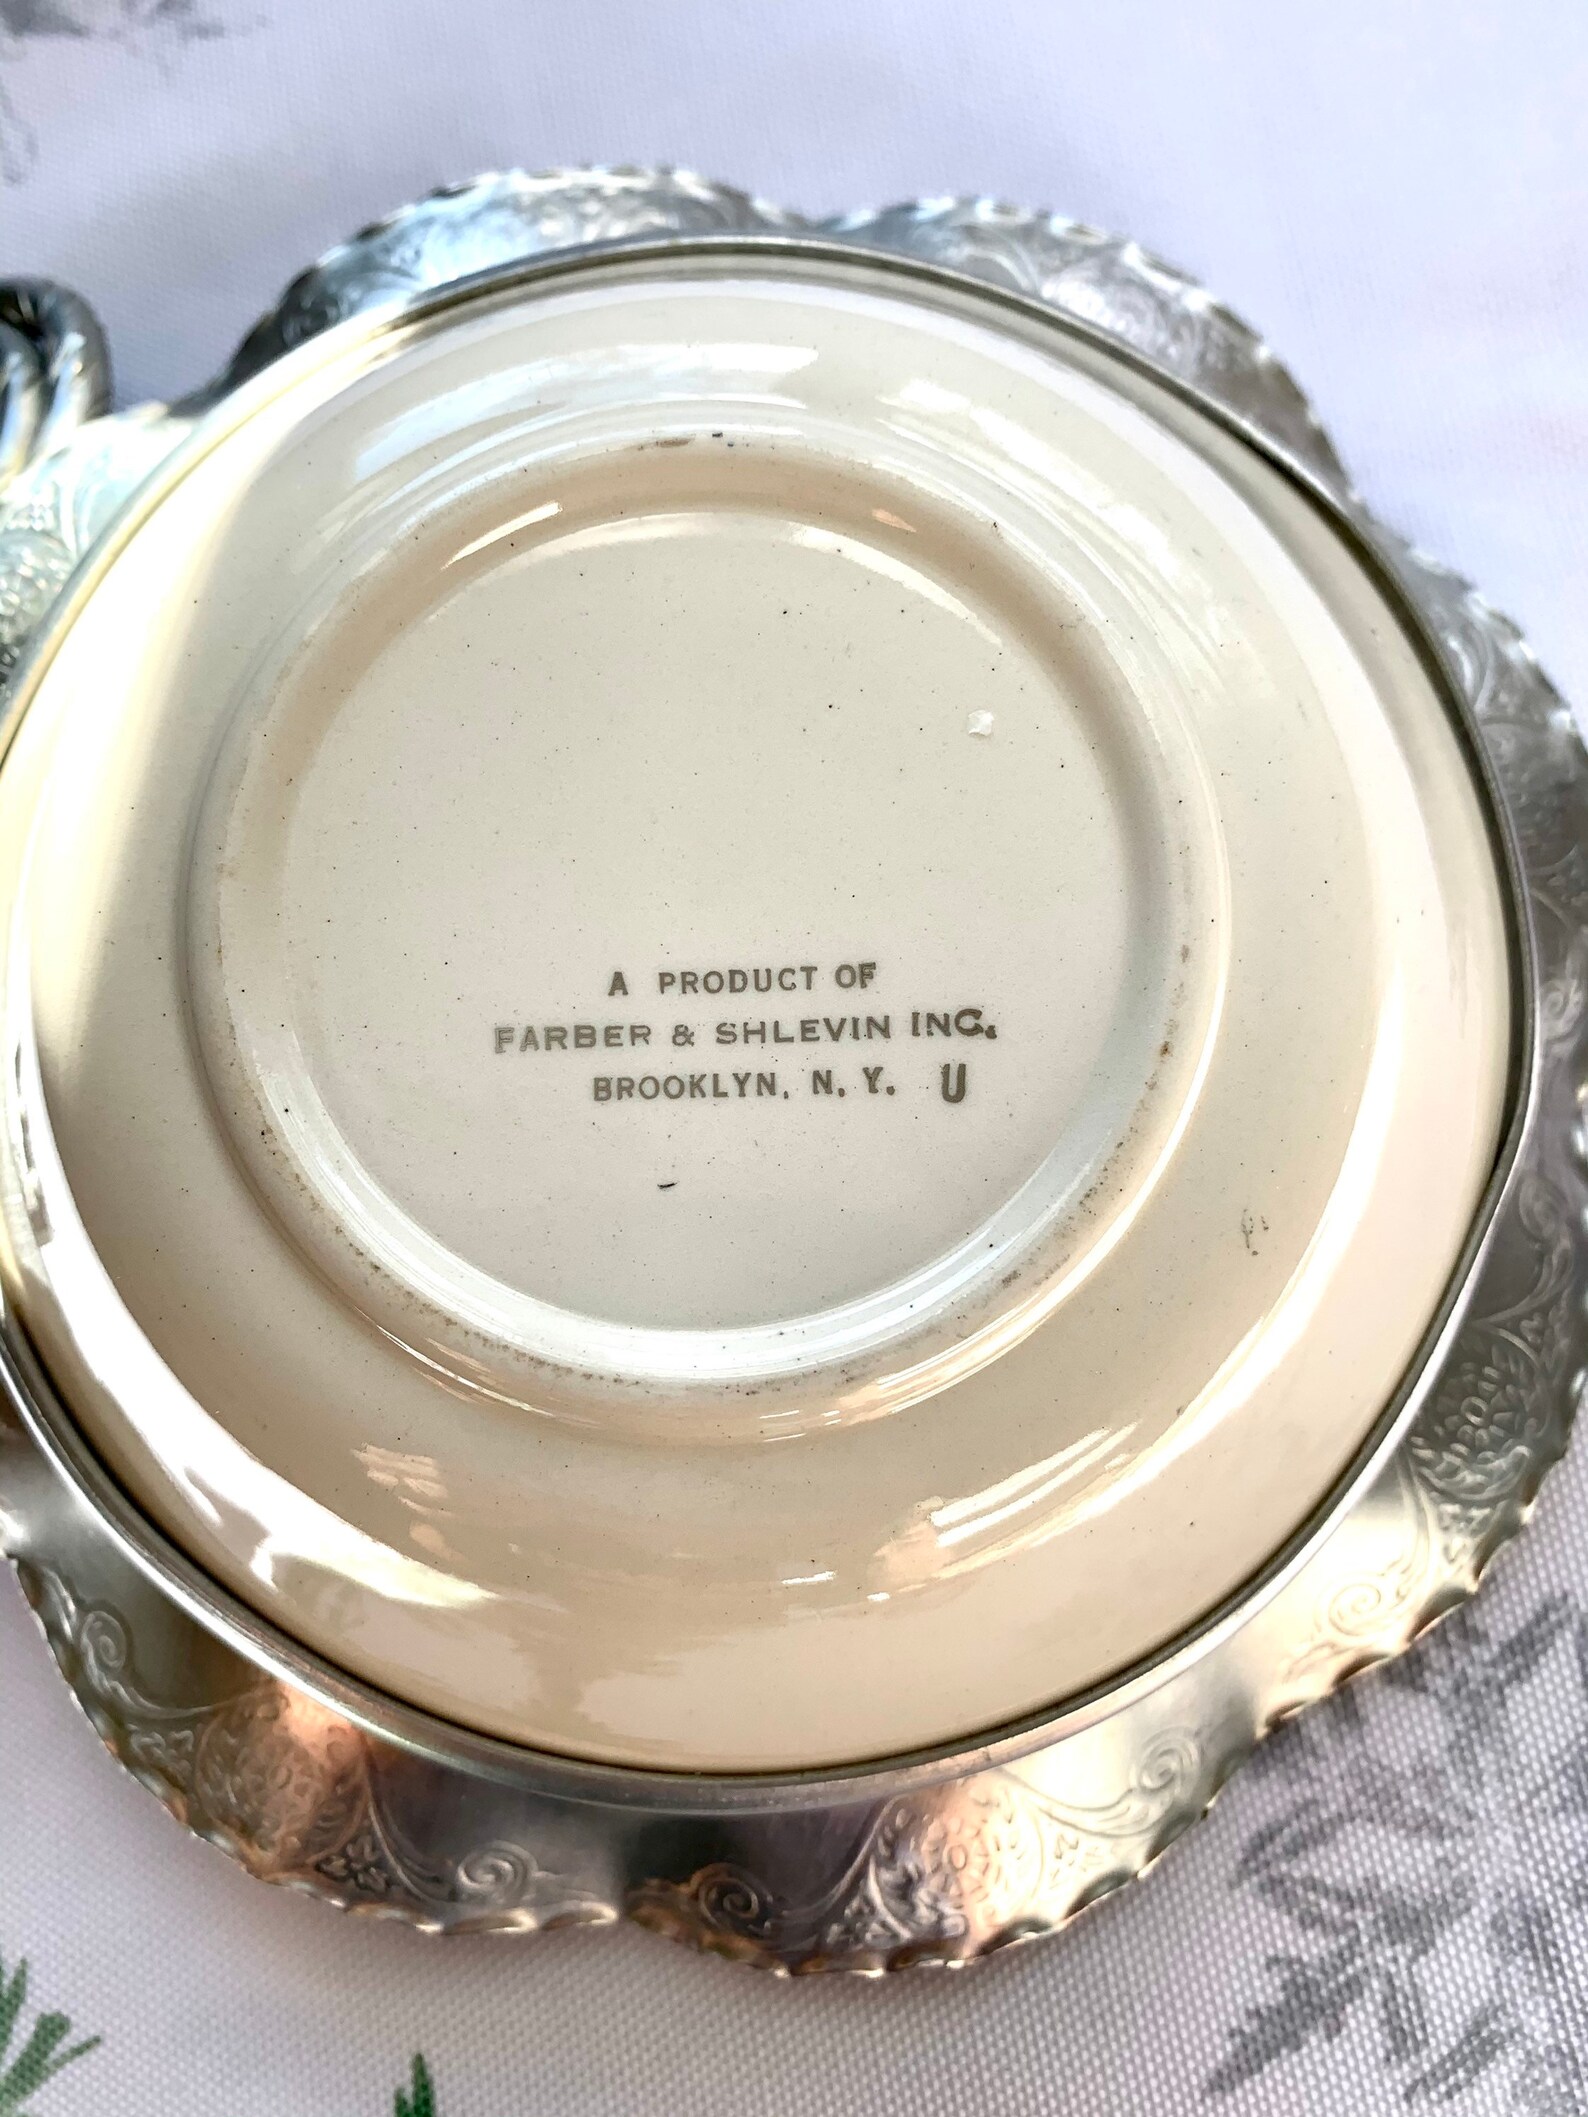 A PRODUCT OF
FARBER & SHLEVIN INC.
BROOKLYN, N. Y. U